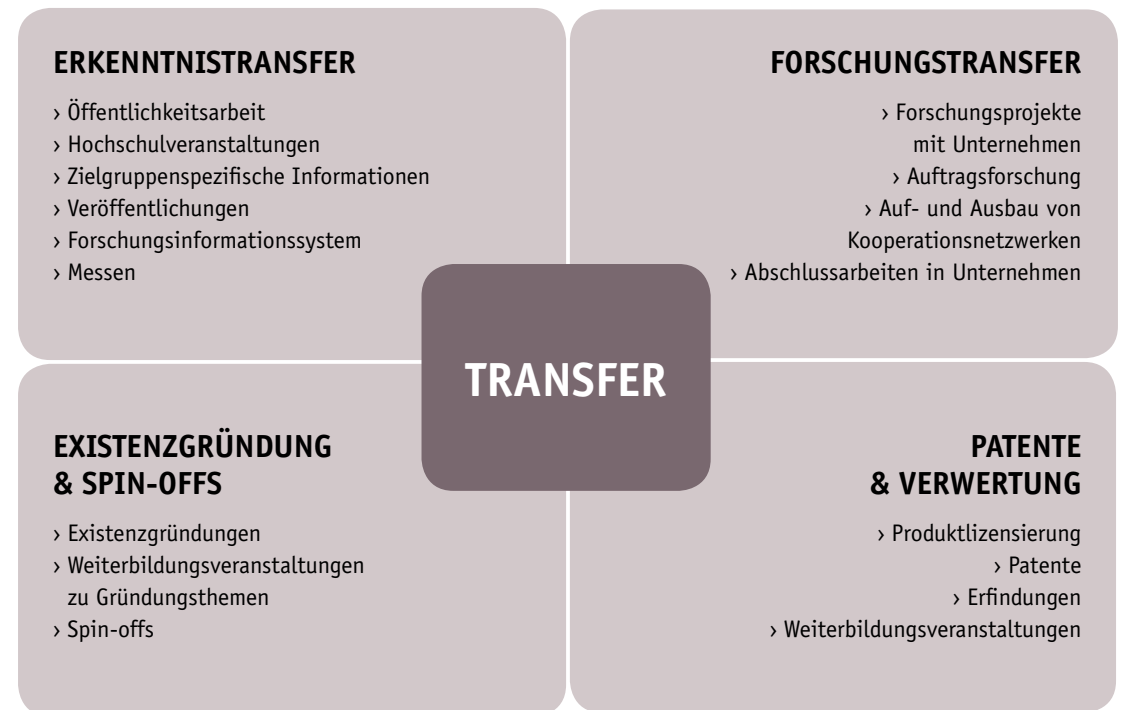 ERKENNTNISTRANSFER
› Öffentlichkeitsarbeit
› Hochschulveranstaltungen
› Zielgruppenspezifische Informationen
› Veröffentlichungen
› Forschungsinformationssystem
› Messen
FORSCHUNGSTRANSFER
› Forschungsprojekte
mit Unternehmen
› Auftragsforschung
› Auf- und Ausbau von
Kooperationsnetzwerken
› Abschlussarbeiten in Unternehmen
TRANSFER
EXISTENZGRÜNDUNG
& SPIN-OFFS
› Existenzgründungen
› Weiterbildungsveranstaltungen
zu Gründungsthemen
› Spin-offs
PATENTE
& VERWERTUNG
› Produktlizensierung
› Patente
› Erfindungen
› Weiterbildungsveranstaltungen